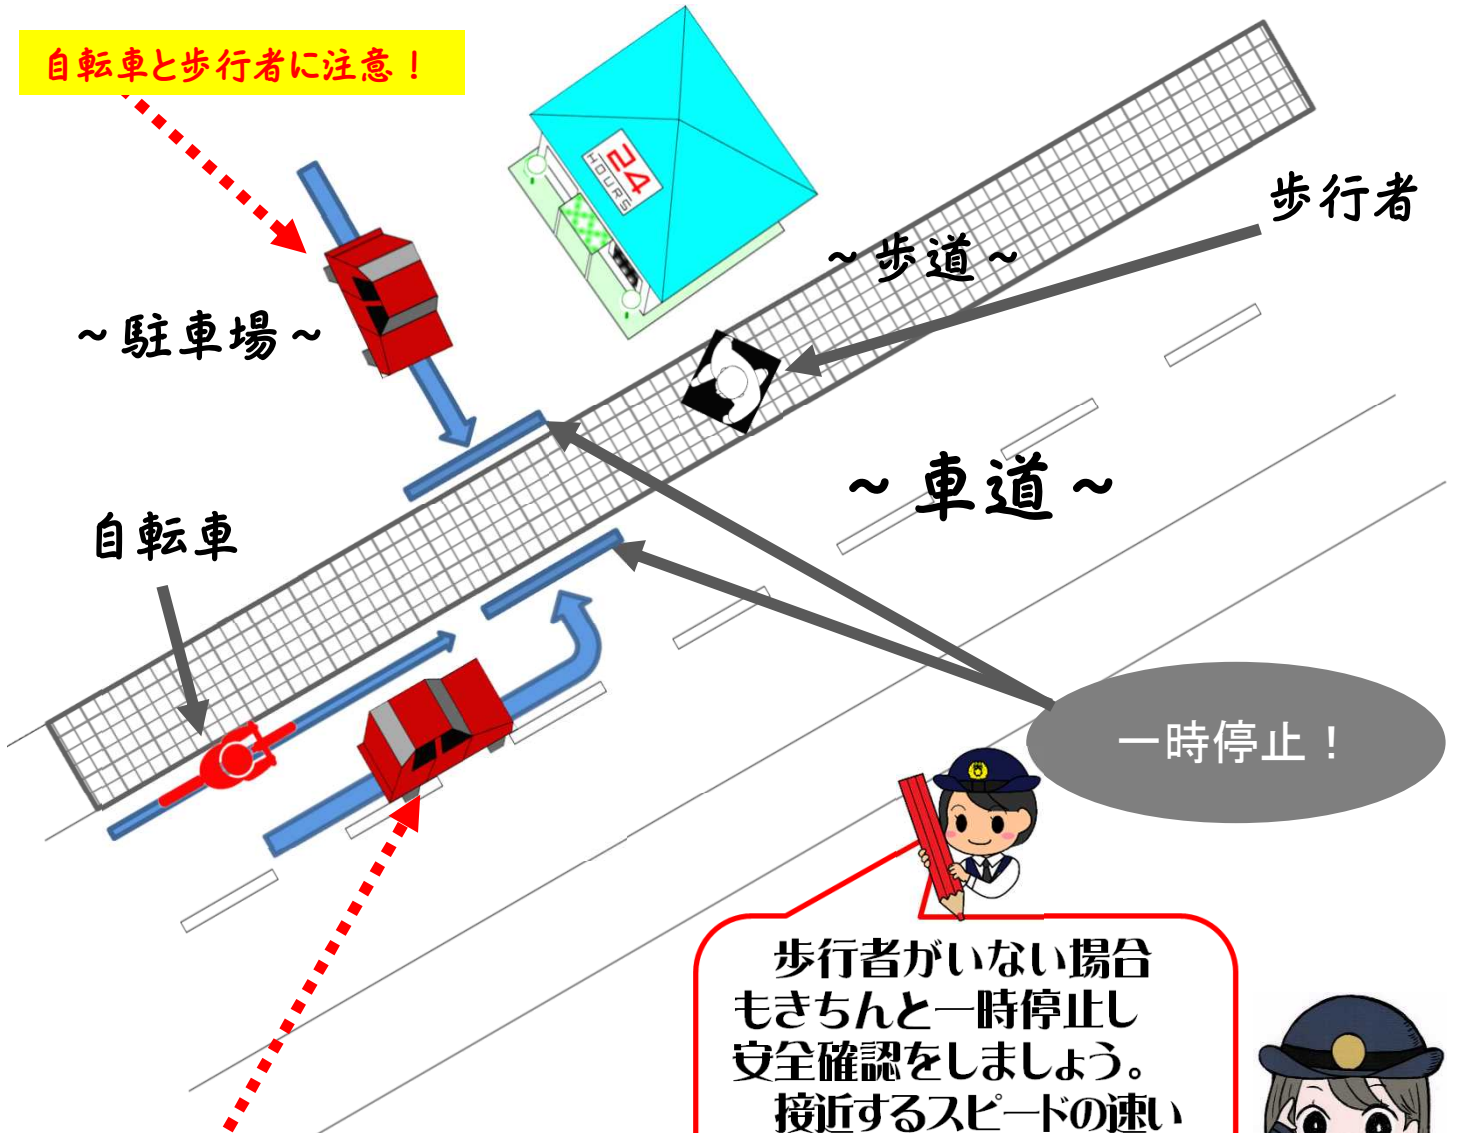 自転車と歩行者に注意！
24
HOURS
歩行者
～歩道～
～駐車場～
～車道～
自転車
一時停止！
歩行者がいない場合
もきちんと一時停止し
安全確認をしましょう。
接近するスピードの速い